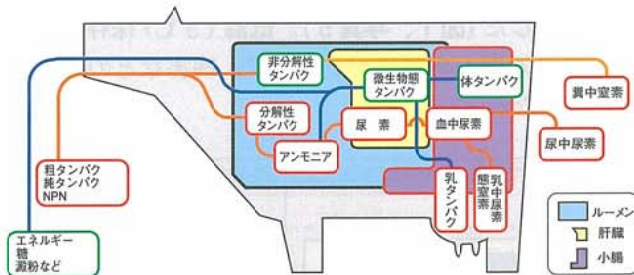 非分解性
タンパク
微生物態
タンパク
体タンパク
糞中窒素
分解性
タンパク
尿 素
血中尿素
尿中尿素
アンモニア
粗タンパク
純タンパク
NPN
乳タンパク
乳中尿素
態窒素
エネルギー
糖
澱粉など
ルーメン
肝臓
小腸